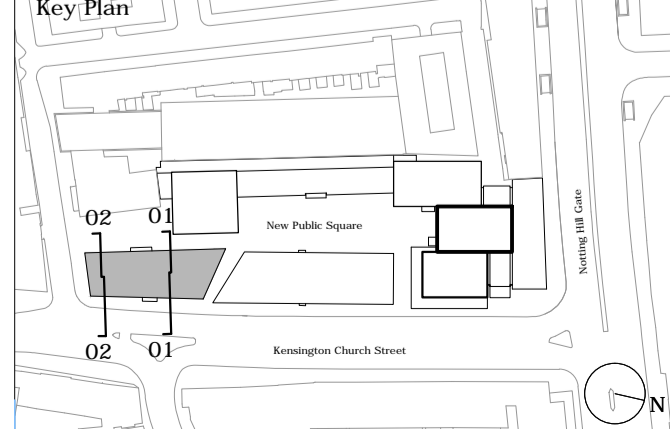 Key Plan
02 01
New Public Square
Notting Hill Gate
02 01
Kensington Church Street
N